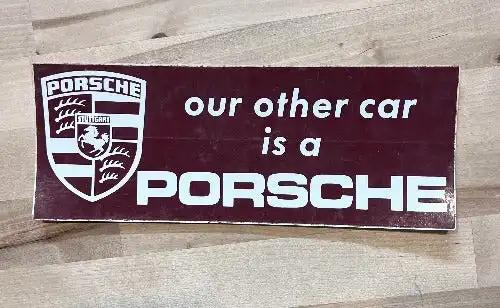 PORSCHE
STUTTGART
our other car
is a
PORSCHE